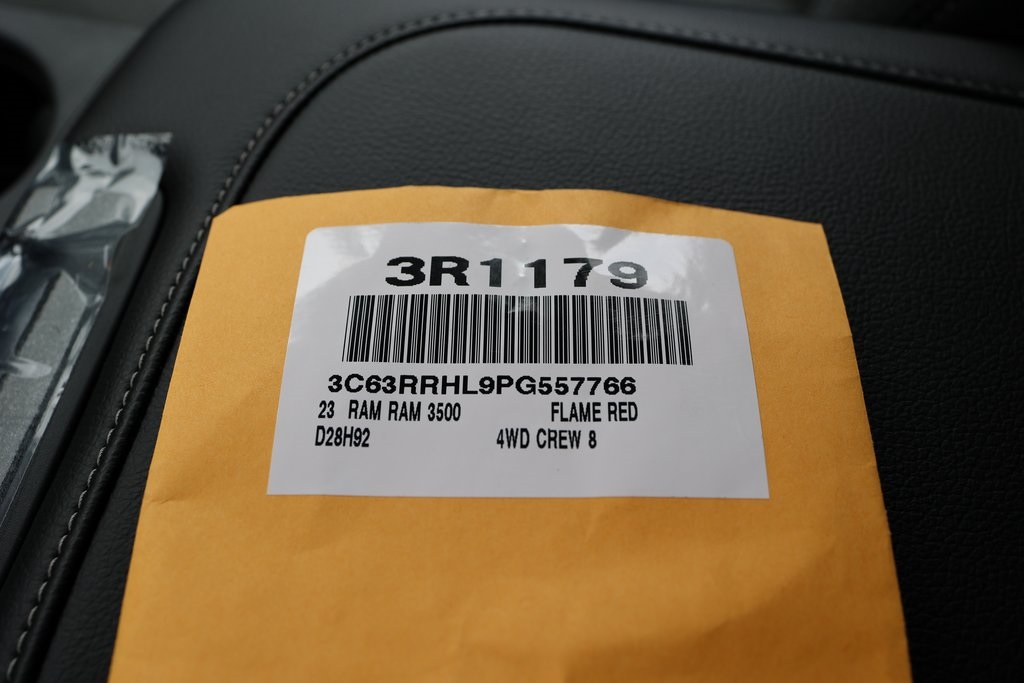 3R1179
3C63RRHL9PG557766
23 RAM RAM 3500 FLAME RED
D28H92 4WD CREW 8